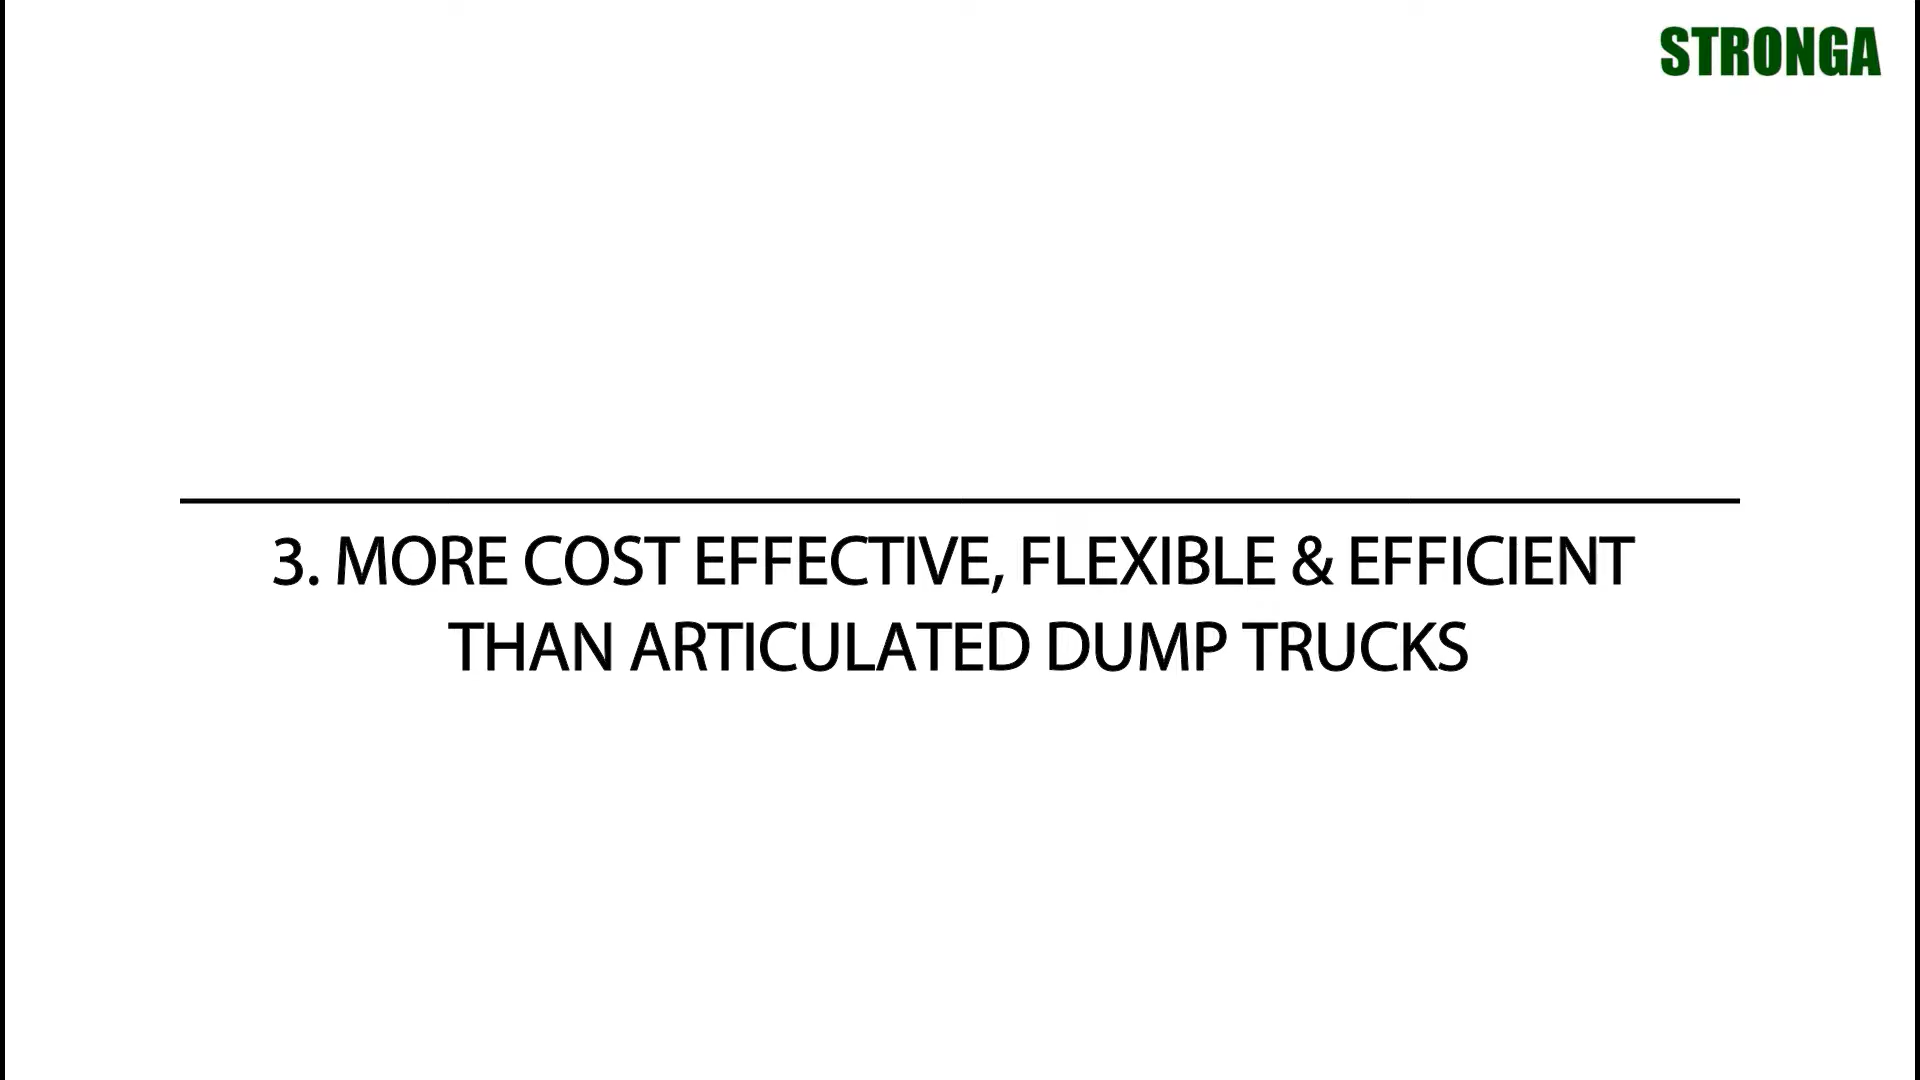 STRONGA
3. MORE COST EFFECTIVE, FLEXIBLE & EFFICIENT
THAN ARTICULATED DUMP TRUCKS